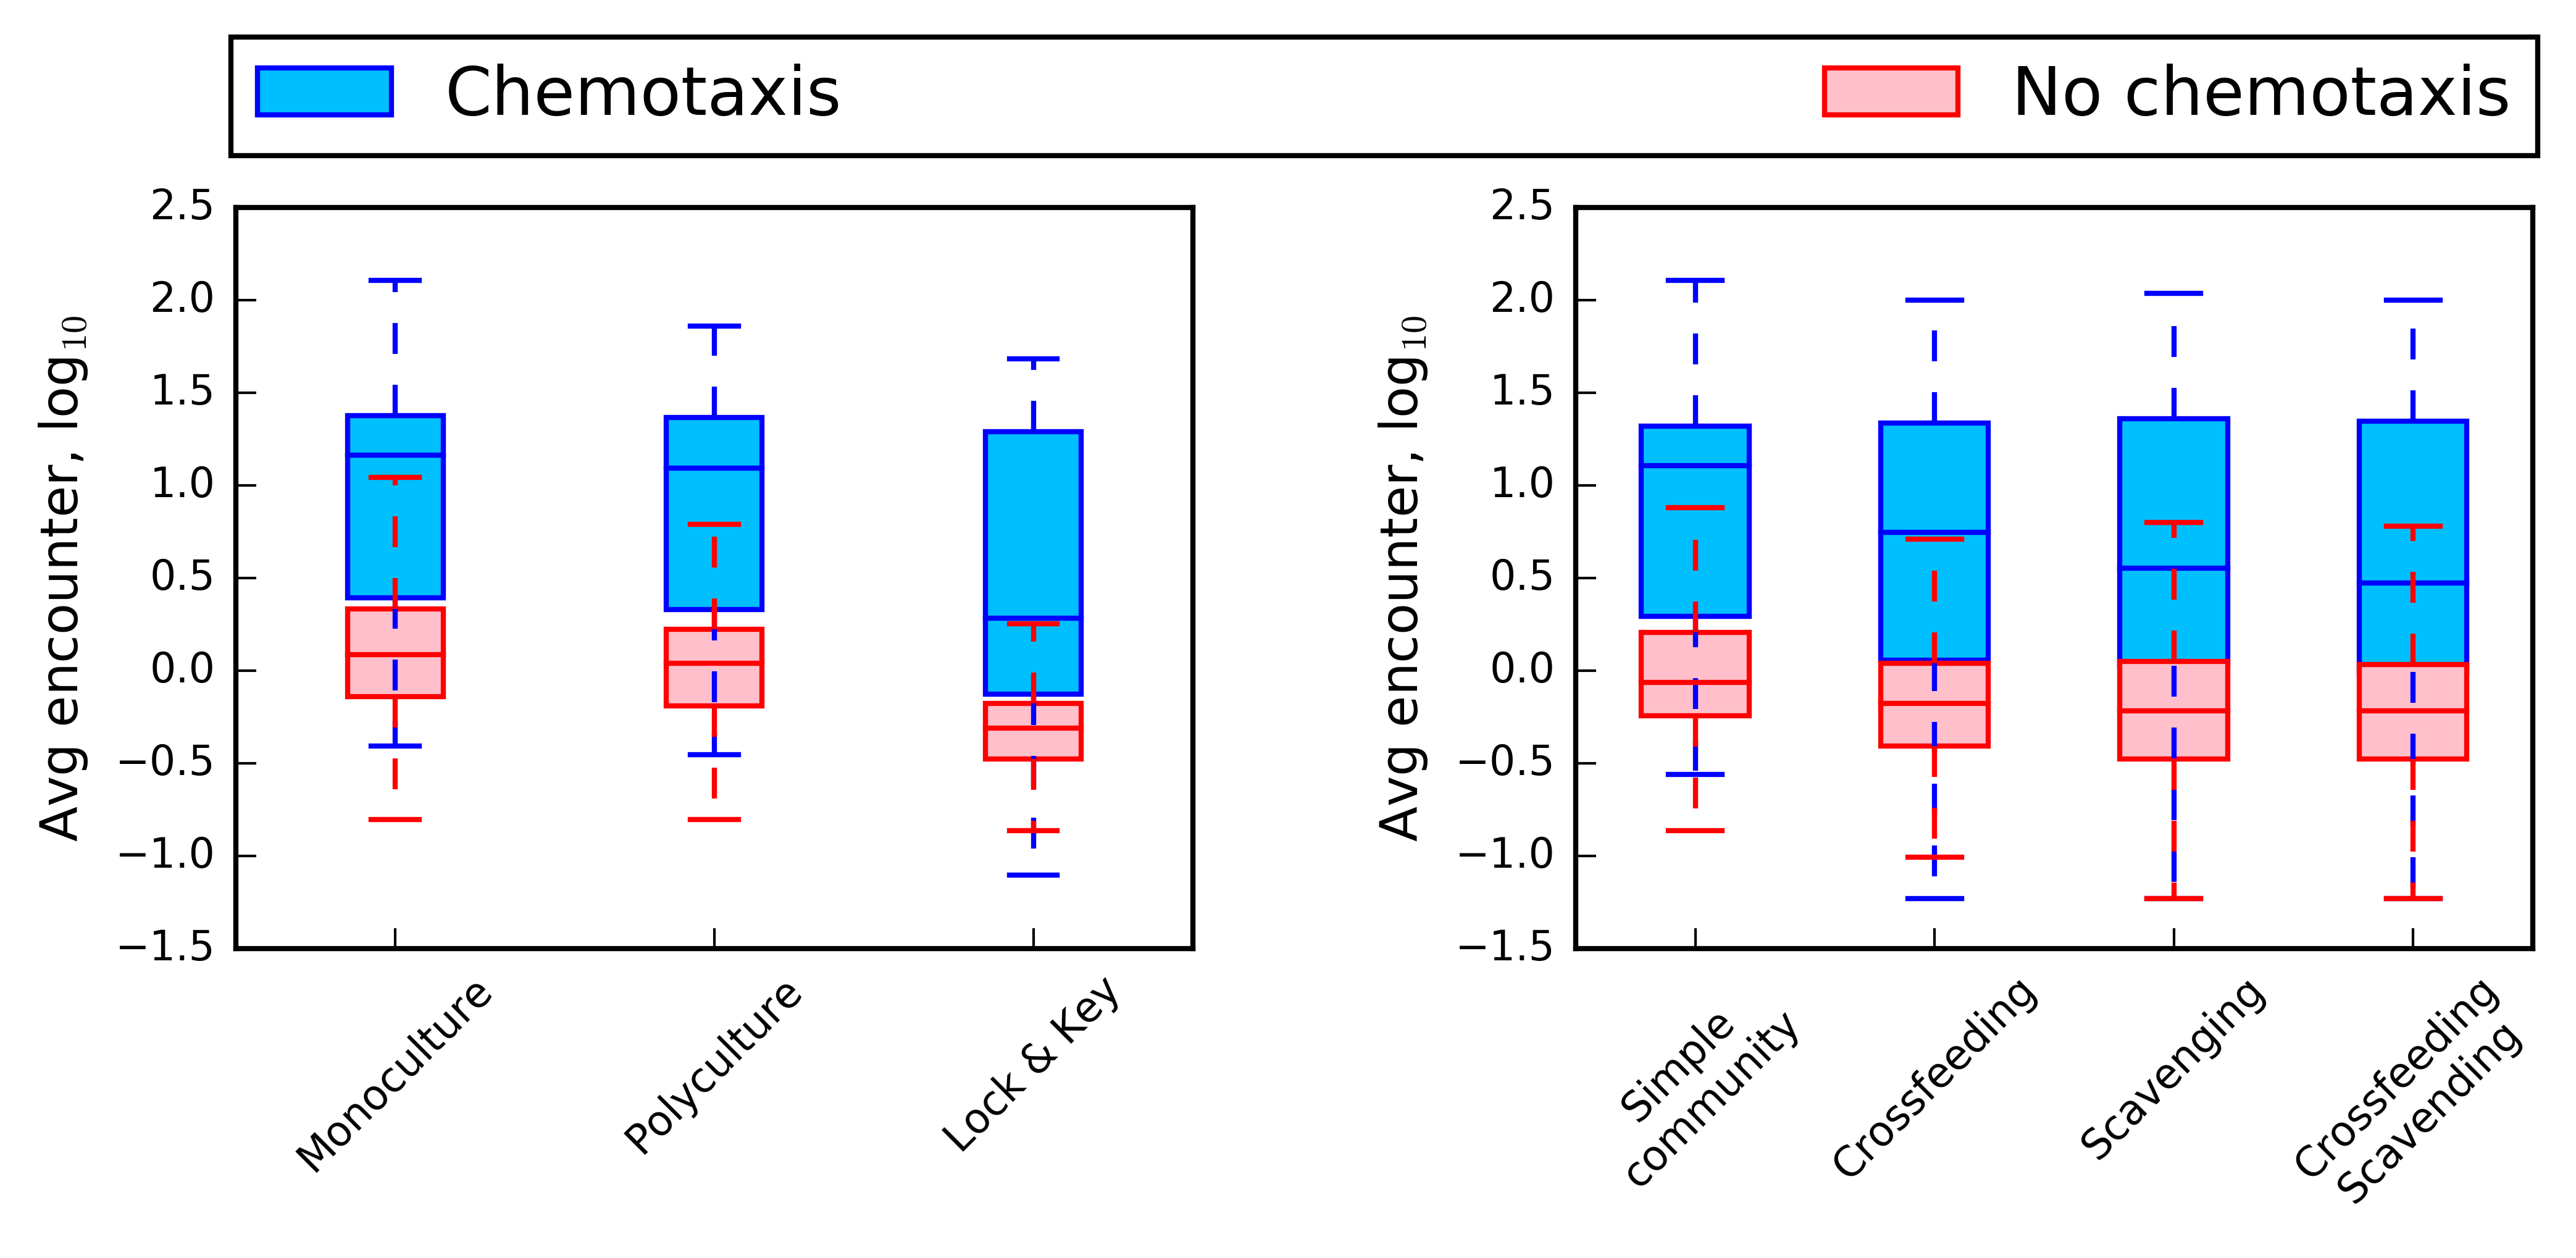 Chemotaxis
No chemotaxis
Avg encounter, log10
2.5
2.0
1.5
1.0
0.5
0.0
−0.5
−1.0
−1.5
Monoculture
Polyculture
Lock & Key
Avg encounter, log10
2.5
2.0
1.5
1.0
0.5
0.0
−0.5
−1.0
−1.5
Simple
community
Crossfeeding
Scavenging
Crossfeeding
Scavending